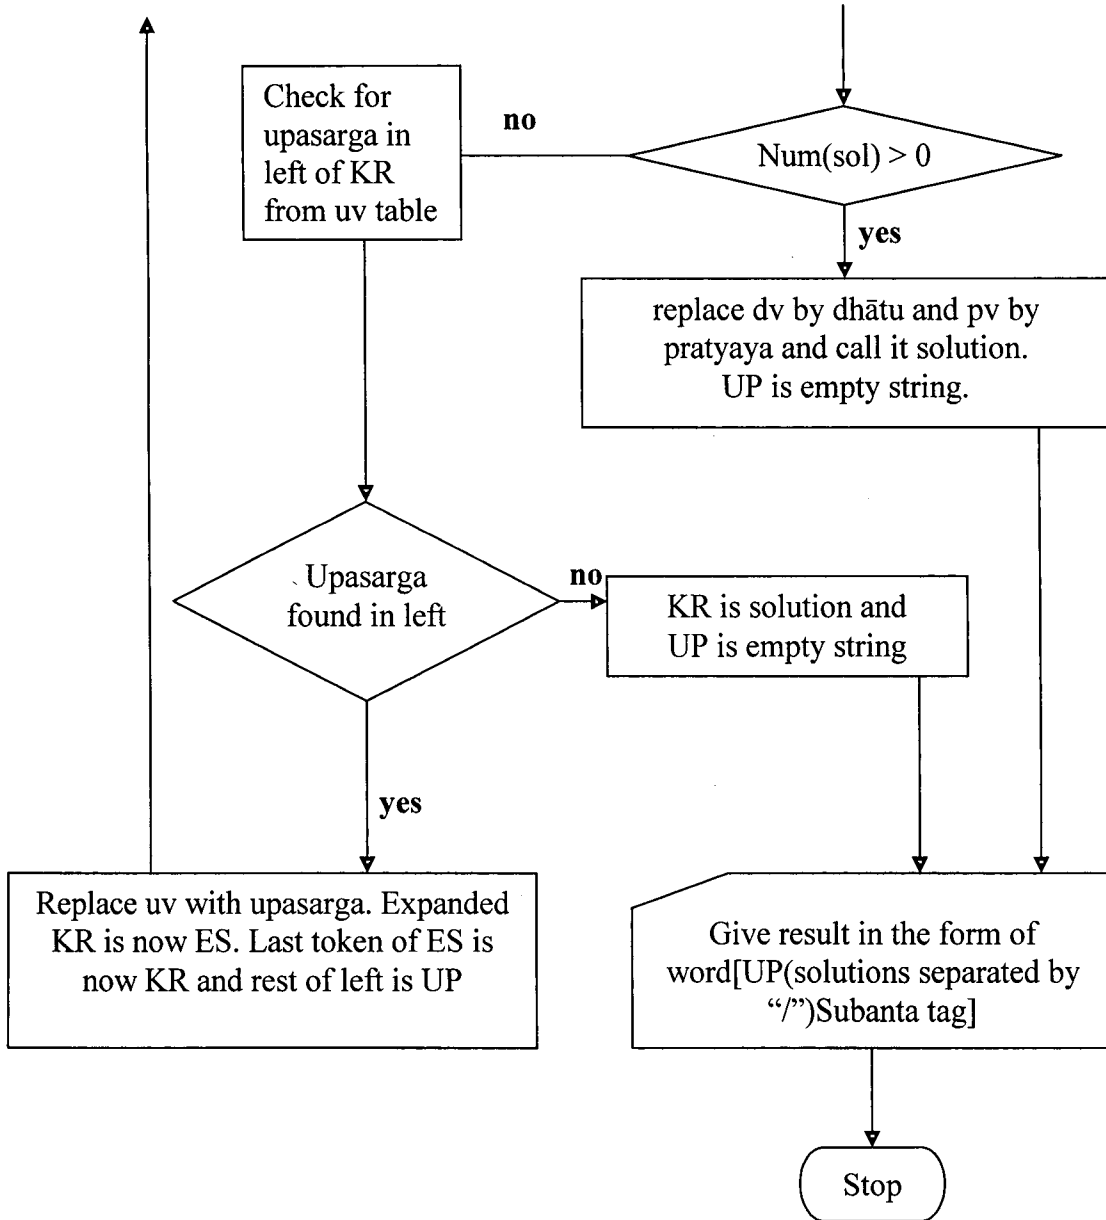 Check for
upasarga in
left of KR
from uv table
no
Num(sol) > 0
yes
replace dv by dhātu and pv by
pratyaya and call it solution.
UP is empty string.
Upasarga
found in left
no
KR is solution and
UP is empty string
yes
Replace uv with upasarga. Expanded
KR is now ES. Last token of ES is
now KR and rest of left is UP
Give result in the form of
word[UP(solutions separated by
“/”)Subanta tag]
Stop